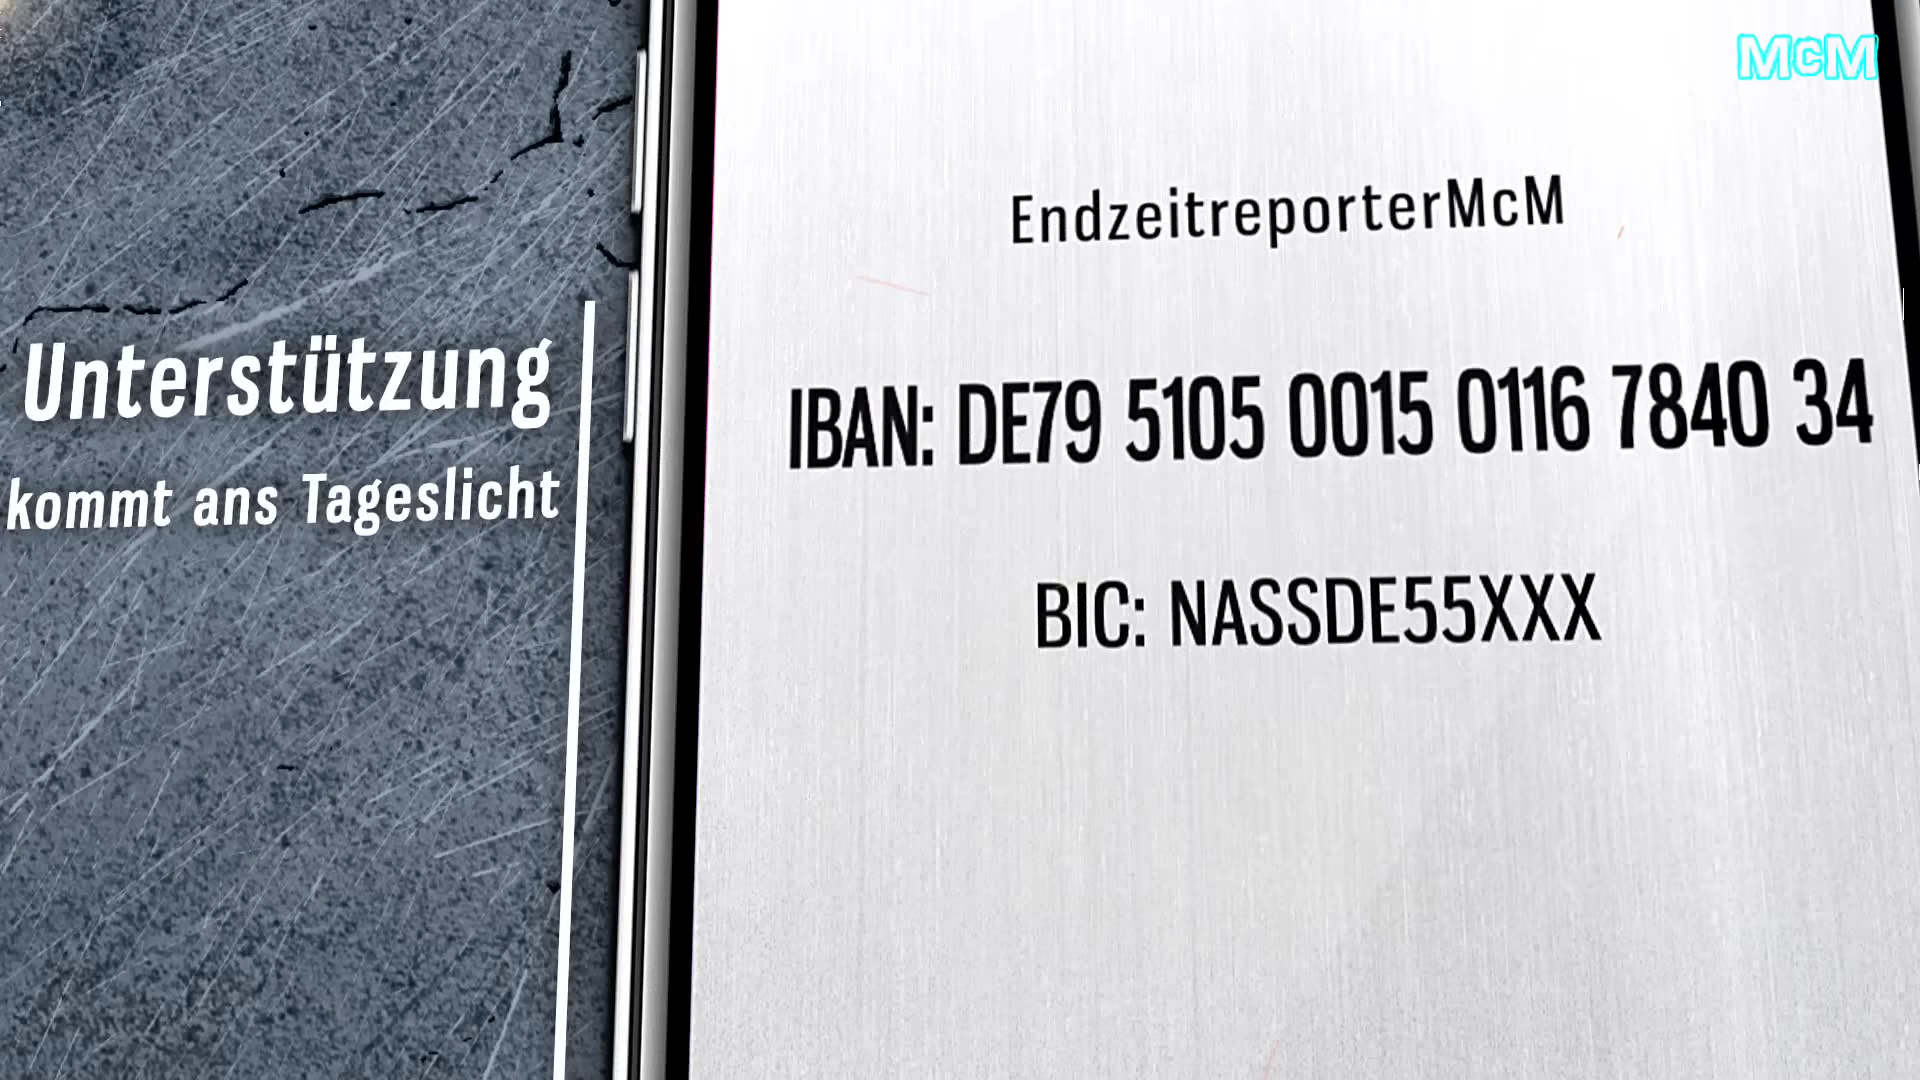 McM
EndzeitreporterMcM
Unterstützung
kommt ans Tageslicht
IBAN: DE79 5105 0015 0116 7840 34
BIC: NASSDE55XXX